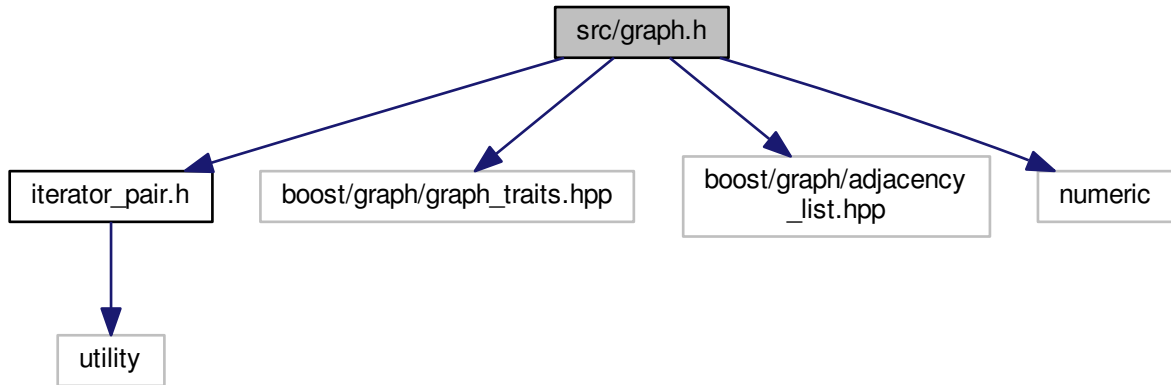 src/graph.h
iterator_pair.h
boost/graph/graph_traits.hpp
boost/graph/adjacency
_list.hpp
numeric
utility